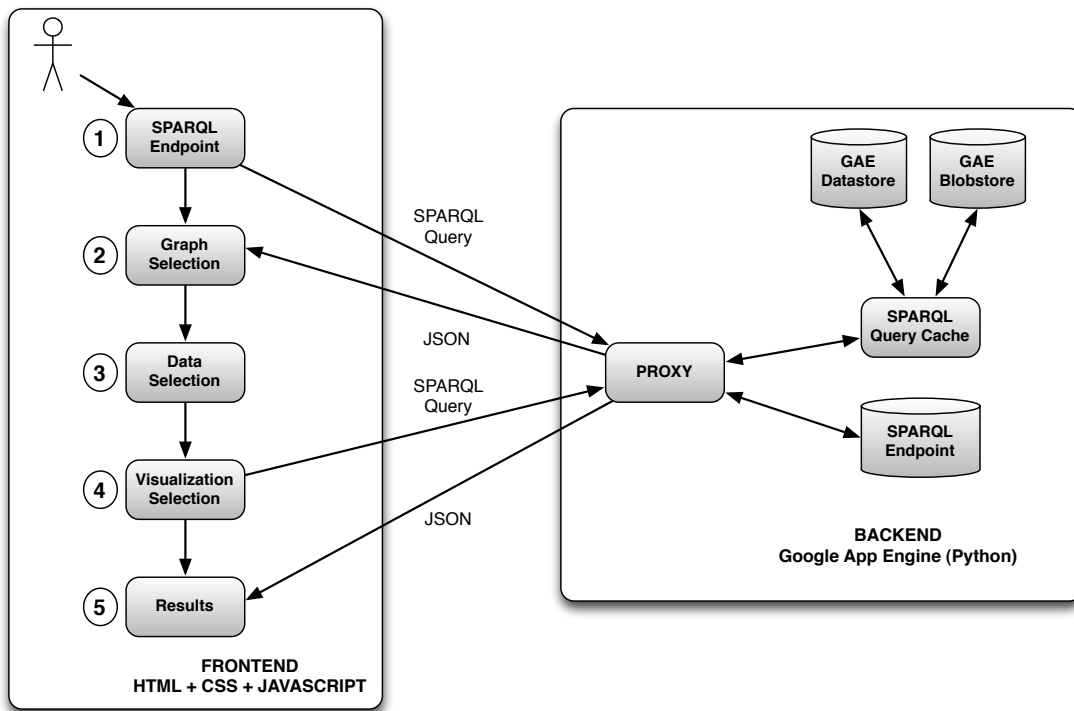 1
SPARQL
Endpoint
2
Graph
Selection
3
Data
Selection
4
Visualization
Selection
5
Results
FRONTEND
HTML + CSS + JAVASCRIPT
SPARQL
Query
JSON
SPARQL
Query
JSON
PROXY
GAE
Datastore
GAE
Blobstore
SPARQL
Query Cache
SPARQL
Endpoint
BACKEND
Google App Engine (Python)